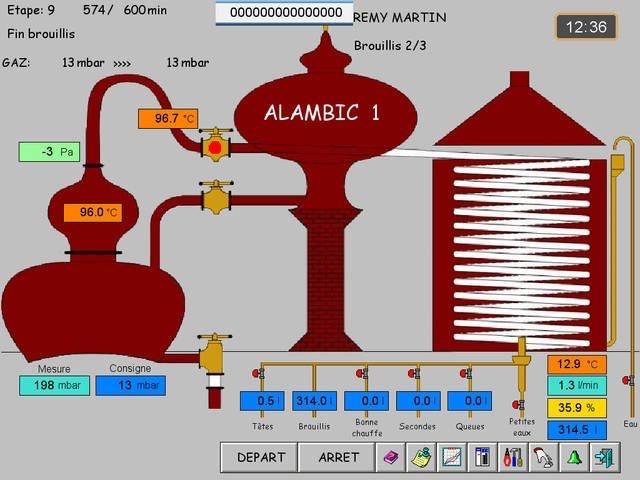 Etape: 9 574 / 600 min
000000000000000
REMY MARTIN
12:36
Fin brouillis
Brouillis 2/3
GAZ: 13 mbar >>>> 13 mbar
96.7 °C
ALAMBIC 1
-3 Pa
96.0 °C
Mesure
Consigne
198 mbar
13 mbar
12.9 °C
1.3 l/min
35.9 %
314.5 l
0.5 l
314.0 l
0.0 l
0.0 l
0.0 l
Têtes
Brouillis
Bonne chauffe
Secondes
Queues
Petites eaux
Eau
DEPART
ARRET